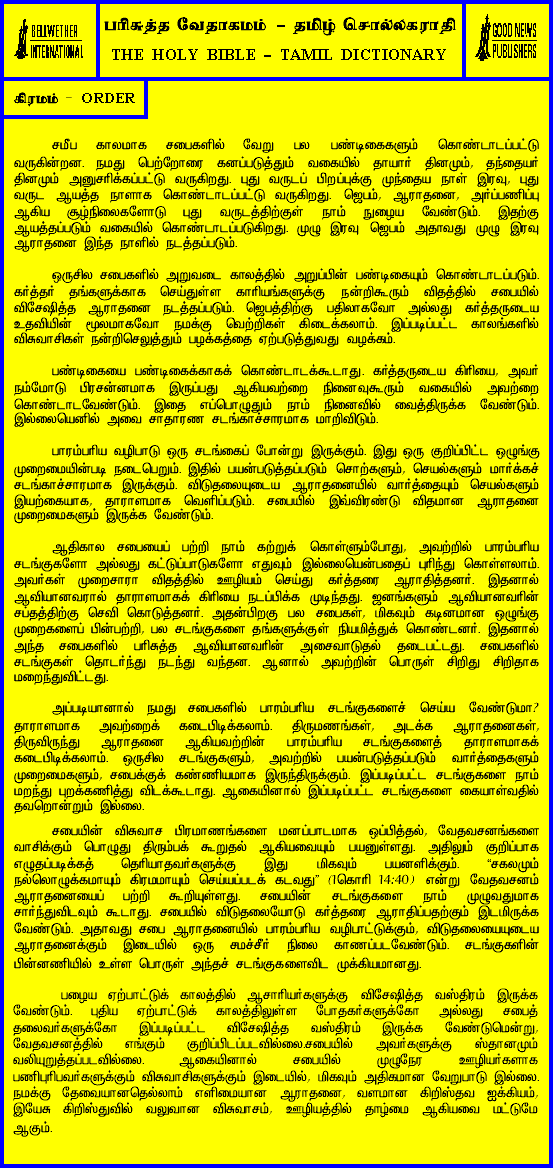 BELLWETHER
INTERNATIONAL
பரிசுத்த வேதாகமம் - தமிழ் சொல்லகராதி
THE HOLY BIBLE - TAMIL DICTIONARY
GOOD NEWS
PUBLISHERS
கிரமம் - ORDER
சமீப காலமாக சபைகளில் வேறு பல பண்டிகைகளும் கொண்டாடப்பட்டு
வருகின்றன. நமது பெற்றோரை கனப்படுத்தும் வகையில் தாயார் தினமும், தந்தையர்
தினமும் அனுசரிக்கப்பட்டு வருகிறது. புது வருடப் பிறப்புக்கு முந்தைய நாள் இரவு, புது
வருட ஆயத்த நாளாக கொண்டாடப்பட்டு வருகிறது. ஜெபம், ஆராதனை, அர்ப்பணிப்பு
ஆகிய சூழ்நிலைகளோடு புது வருடத்திற்குள் நாம் நுழைய வேண்டும். இதற்கு
ஆயத்தப்படும் வகையில் கொண்டாடப்படுகிறது. முழு இரவு ஜெபம் அதாவது முழு இரவு
ஆராதனை இந்த நாளில் நடத்தப்படும்.
ஒருசில சபைகளில் அறுவடை காலத்தில் அறுப்பின் பண்டிகையும் கொண்டாடப்படும்.
கர்த்தர் தங்களுக்காக செய்துள்ள காரியங்களுக்கு நன்றிகூரும் விதத்தில் சபையில்
விசேஷித்த ஆராதனை நடத்தப்படும். ஜெபத்திற்கு பதிலாகவோ அல்லது கர்த்தருடைய
உதவியின் மூலமாகவோ நமக்கு வெற்றிகள் கிடைக்கலாம். இப்படிப்பட்ட காலங்களில்
விசுவாசிகள் நன்றிசெலுத்தும் பழக்கத்தை ஏற்படுத்துவது வழக்கம்.
பண்டிகையை பண்டிகைக்காகக் கொண்டாடக்கூடாது. கர்த்தருடைய கிரியை, அவர்
நம்மோடு பிரசன்னமாக இருப்பது ஆகியவற்றை நினைவுகூரும் வகையில் அவற்றை
கொண்டாடவேண்டும். இதை எப்பொழுதும் நாம் நினைவில் வைத்திருக்க வேண்டும்.
இல்லையெனில் அவை சாதாரண சடங்காச்சாரமாக மாறிவிடும்.
பாரம்பரிய வழிபாடு ஒரு சடங்கைப் போன்று இருக்கும். இது ஒரு குறிப்பிட்ட ஒழுங்கு
முறைமையின்படி நடைபெறும். இதில் பயன்படுத்தப்படும் சொற்களும், செயல்களும் மார்க்கச்
சடங்காச்சாரமாக இருக்கும். விடுதலையுடைய ஆராதனையில் வார்த்தையும் செயல்களும்
இயற்கையாக, தாராளமாக வெளிப்படும். சபையில் இவ்விரண்டு விதமான ஆராதனை
முறைமைகளும் இருக்க வேண்டும்.
ஆதிகால சபையைப் பற்றி நாம் கற்றுக் கொள்ளும்போது, அவற்றில் பாரம்பரிய
சடங்குகளோ அல்லது கட்டுப்பாடுகளோ எதுவும் இல்லையென்பதைப் புரிந்து கொள்ளலாம்.
அவர்கள் முறைசாரா விதத்தில் ஊழியம் செய்து கர்த்தரை ஆராதித்தனர். இதனால்
ஆவியானவரால் தாராளமாகக் கிரியை நடப்பிக்க முடிந்தது. ஜனங்களும் ஆவியானவரின்
சப்தத்திற்கு செவி கொடுத்தனர். அதன்பிறகு பல சபைகள், மிகவும் கடினமான ஒழுங்கு
முறைகளைப் பின்பற்றி, பல சடங்குகளை தங்களுக்குள் நியமித்துக் கொண்டனர். இதனால்
அந்த சபைகளில் பரிசுத்த ஆவியானவரின் அசைவாடுதல் தடைபட்டது. சபைகளில்
சடங்குகள் தொடர்ந்து நடந்து வந்தன. ஆனால் அவற்றின் பொருள் சிறிது சிறிதாக
மறைந்துவிட்டது.
அப்படியானால் நமது சபைகளில் பாரம்பரிய சடங்குகளைச் செய்ய வேண்டுமா?
தாராளமாக அவற்றைக் கடைபிடிக்கலாம். திருமணங்கள், அடக்க ஆராதனைகள்,
திருவிருந்து ஆராதனை ஆகியவற்றின் பாரம்பரிய சடங்குகளைத் தாராளமாகக்
கடைபிடிக்கலாம். ஒருசில சடங்குகளும், அவற்றில் பயன்படுத்தப்படும் வார்த்தைகளும்
முறைமைகளும், சபைக்குக் கண்ணியமாக இருந்திருக்கும். இப்படிப்பட்ட சடங்குகளை நாம்
மறந்து புறக்கணித்து விடக்கூடாது. ஆகையினால் இப்படிப்பட்ட சடங்குகளை கையாள்வதில்
தவறொன்றும் இல்லை.
சபையின் விசுவாச பிரமாணங்களை மனப்பாடமாக ஒப்பித்தல், வேதவசனங்களை
வாசிக்கும் பொழுது திரும்பக் கூறுதல் ஆகியவையும் பயனுள்ளது. அதிலும் குறிப்பாக
எழுதப்படிக்கத் தெரியாதவர்களுக்கு இது மிகவும் பயனளிக்கும். "சகலமும்
நல்லொழுக்கமாயும் கிரமமாயும் செய்யப்படக் கடவது" (1கொரி 14:40) என்று வேதவசனம்
ஆராதனையைப் பற்றி கூறியுள்ளது. சபையின் சடங்குகளை நாம் முழுவதுமாக
சார்ந்துவிடவும் கூடாது. சபையில் விடுதலையோடு கர்த்தரை ஆராதிப்பதற்கும் இடமிருக்க
வேண்டும். அதாவது சபை ஆராதனையில் பாரம்பரிய வழிபாட்டுக்கும், விடுதலையையுடைய
ஆராதனைக்கும் இடையில் ஒரு சமச்சீர் நிலை காணப்படவேண்டும். சடங்குகளின்
பின்னணியில் உள்ள பொருள் அந்தச் சடங்குகளைவிட முக்கியமானது.
பழைய ஏற்பாட்டுக் காலத்தில் ஆசாரியர்களுக்கு விசேஷித்த வஸ்திரம் இருக்க
வேண்டும். புதிய ஏற்பாட்டுக் காலத்திலுள்ள போதகர்களுக்கோ அல்லது சபைத்
தலைவர்களுக்கோ இப்படிப்பட்ட விசேஷித்த வஸ்திரம் இருக்க வேண்டுமென்று,
வேதவசனத்தில் எங்கும் குறிப்பிடப்படவில்லை.சபையில் அவர்களுக்கு ஸ்தானமும்
வலியுறுத்தப்படவில்லை. ஆகையினால் சபையில் முழுநேர ஊழியர்களாக
பணிபுரிபவர்களுக்கும் விசுவாசிகளுக்கும் இடையில், மிகவும் அதிகமான வேறுபாடு இல்லை.
நமக்கு தேவையானதெல்லாம் எளிமையான ஆராதனை, வளமான கிறிஸ்தவ ஐக்கியம்,
இயேசு கிறிஸ்துவில் வலுவான விசுவாசம், ஊழியத்தில் தாழ்மை ஆகியவை மட்டுமே
ஆகும்.